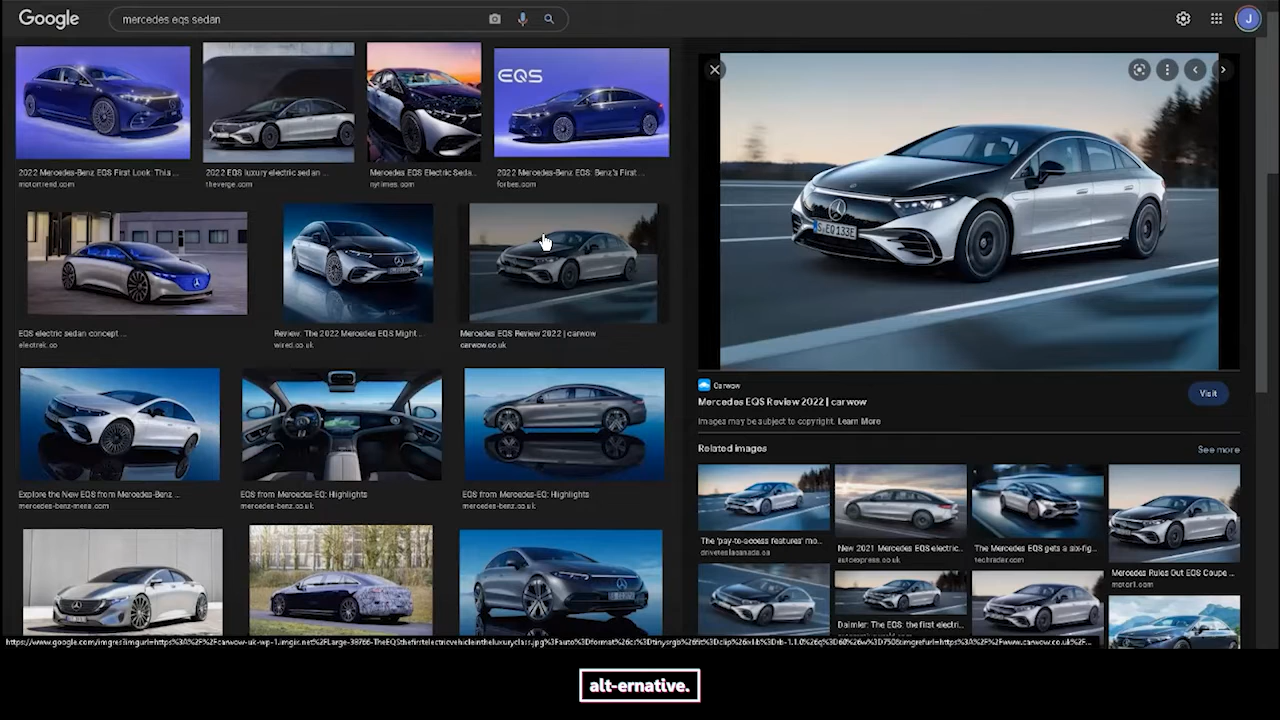 Google
mercedes eqs sedan
J
EQS
2022 Mercedes-Benz EQS First Look: This ...
motortrend.com
2022 EQS luxury electric sedan ...
theverge.com
Mercedes EQS Electric Seda...
nytimes.com
2022 Mercedes-Benz EQS: Benz's First ...
forbes.com
EQS electric sedan concept ...
electrek.co
Review: The 2022 Mercedes EQS Might ...
wired.co.uk
Mercedes EQS Review 2022 | carwow
carwow.co.uk
Explore the New EQS from Mercedes-Benz ...
mercedes-benz-mena.com
EQS from Mercedes-EQ: Highlights
mercedes-benz.co.uk
EQS from Mercedes-EQ: Highlights
mercedes-benz.co.uk
S EQ 133E
Carwow
Mercedes EQS Review 2022 | carwow
Visit
Images may be subject to copyright. Learn More
Related images
See more
The 'pay-to-access features' mo...
driveteslacanada.ca
New 2021 Mercedes EQS electric...
autoexpress.co.uk
The Mercedes EQS gets a six-fig...
techradar.com
Mercedes Rules Out EQS Coupe ...
motor1.com
Daimler: The EQS: the first electri...
alt-ernative.